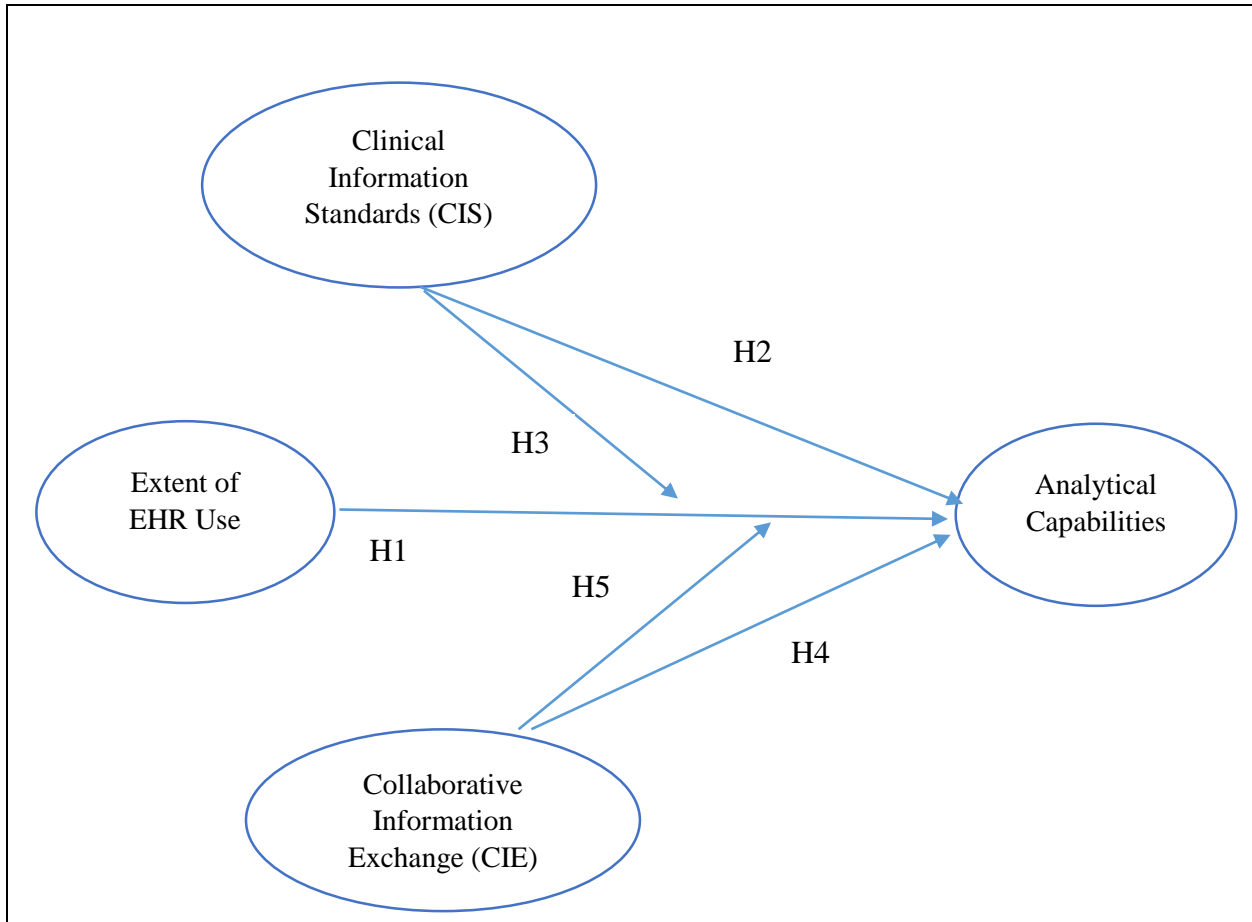 Clinical
Information
Standards (CIS)
H2
H3
Extent of
EHR Use
Analytical
Capabilities
H1
H5
H4
Collaborative
Information
Exchange (CIE)